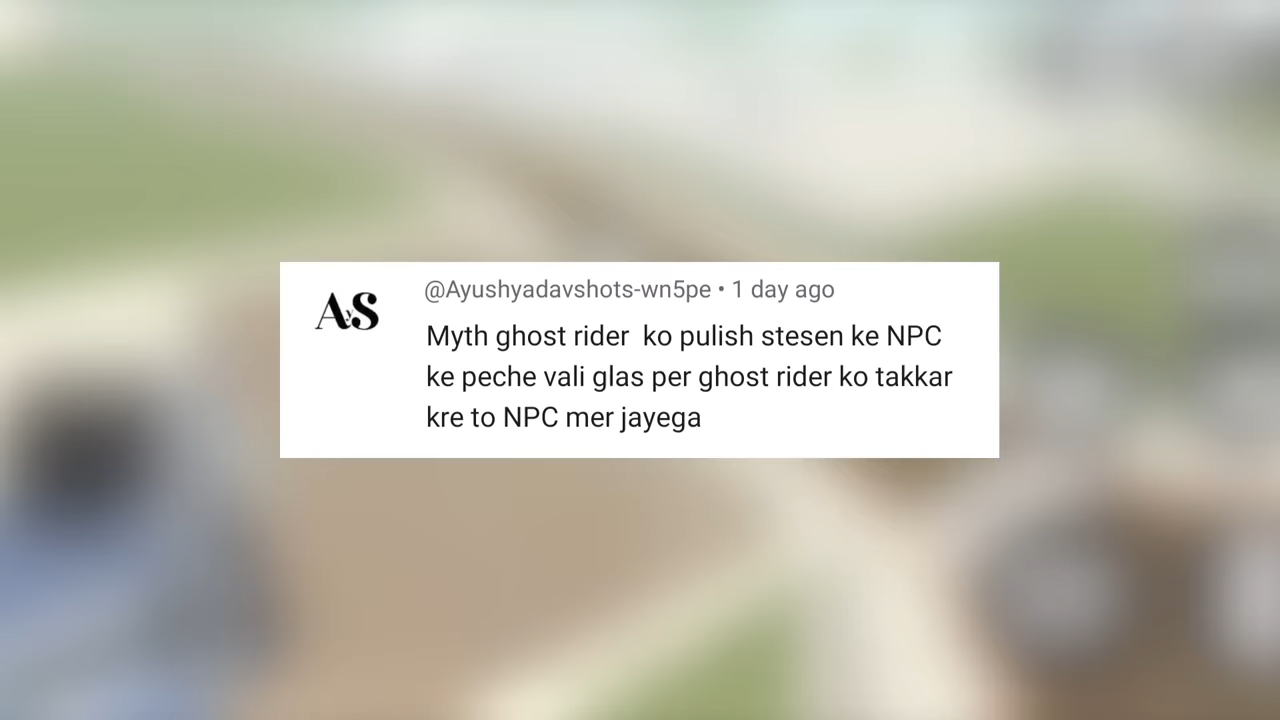 AyS
@Ayushyadavshots-wn5pe • 1 day ago
Myth ghost rider  ko pulish stesen ke NPC
ke peche vali glas per ghost rider ko takkar
kre to NPC mer jayega